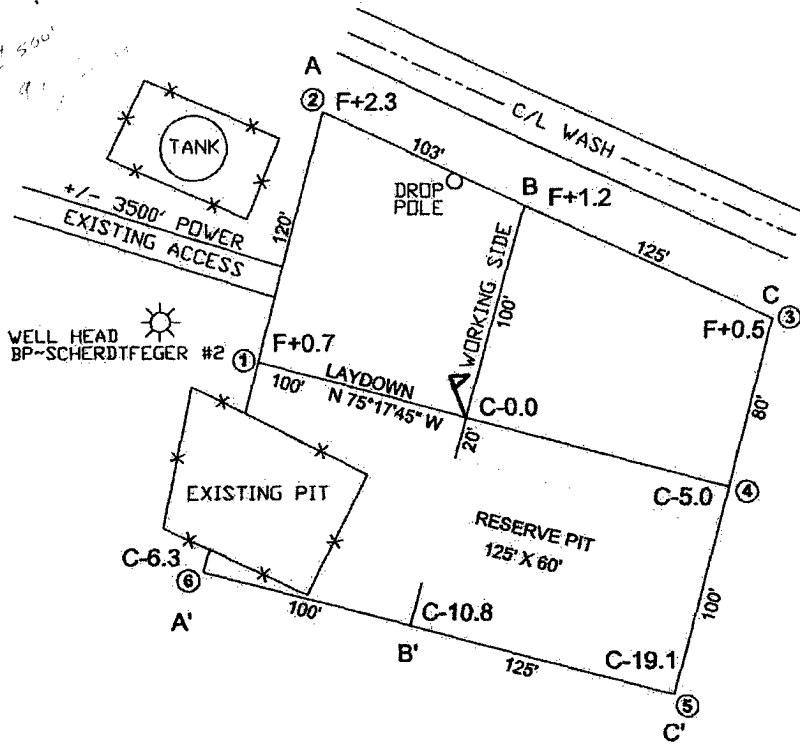 500'
A
② F+2.3
C/L WASH
TANK
103'
DROP
POLE
B F+1.2
+/- 3500' POWER
EXISTING ACCESS
120'
WORKING SIDE
100'
125'
C
③
F+0.5
WELL HEAD
BP~SCHERDTFEGER #2
①
F+0.7
100'
LAYDOWN
N 75°17'45" W
C-0.0
20'
80'
C-5.0
④
EXISTING PIT
RESERVE PIT
125' X 60'
C-6.3
⑥
A'
100'
C-10.8
B'
125'
100'
C-19.1
⑤
C'